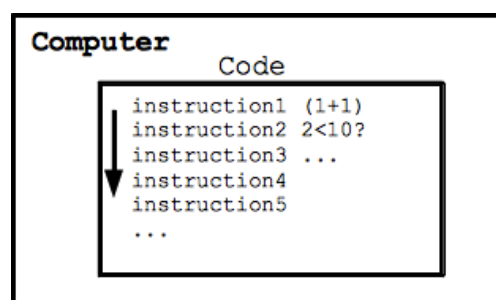 Computer
Code
instruction1 (1+1)
instruction2 2<10?
instruction3 ...
instruction4
instruction5
...